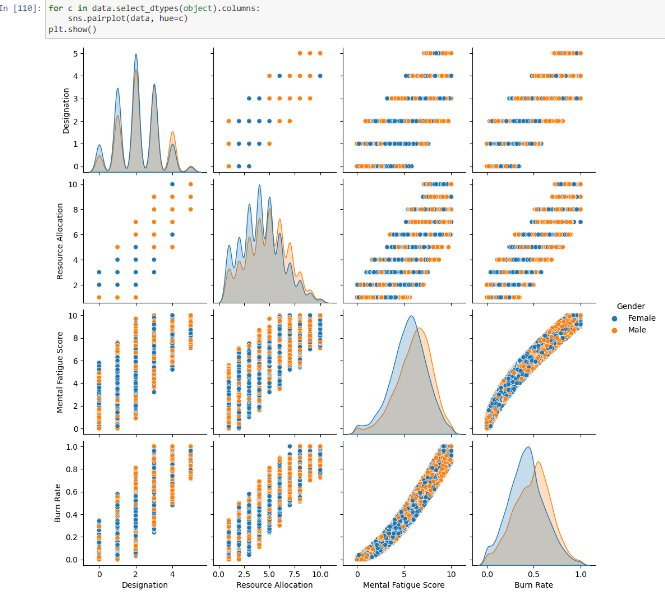 In [110]: for c in data.select_dtypes(object).columns:
sns.pairplot(data, hue=c)
plt.show()
5
4
3
2
1
0
Designation
10
8
6
4
2
Resource Allocation
10
8
6
4
2
0
Mental Fatigue Score
1.0
0.8
0.6
0.4
0.2
0.0
Burn Rate
Gender
Female
Male
0 2 4
Designation
0.0 2.5 5.0 7.5 10.0
Resource Allocation
0 5 10
Mental Fatigue Score
0.0 0.5 1.0
Burn Rate